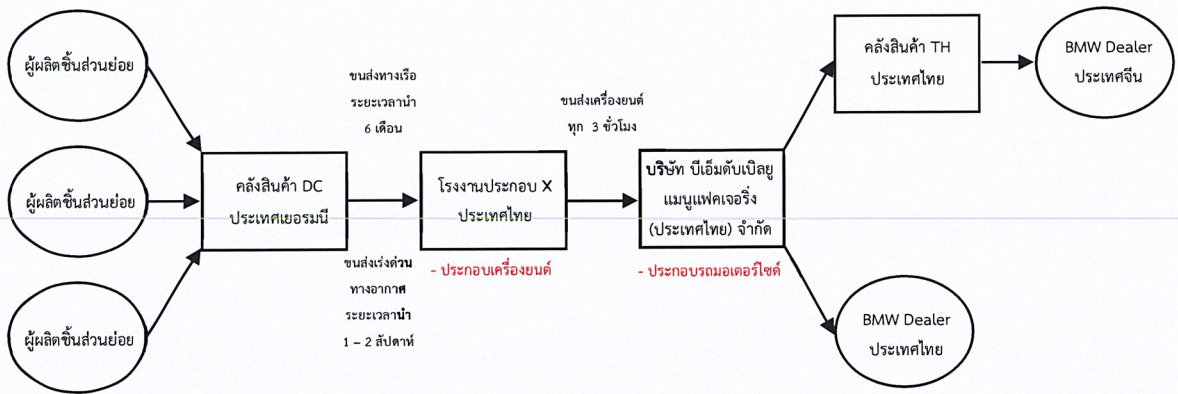 ผู้ผลิตชิ้นส่วนย่อย
ผู้ผลิตชิ้นส่วนย่อย
ผู้ผลิตชิ้นส่วนย่อย
คลังสินค้า DC
ประเทศเยอรมนี
ขนส่งทางเรือ
ระยะเวลานำ
6 เดือน
ขนส่งเร่งด่วน
ทางอากาศ
ระยะเวลานำ
1 – 2 สัปดาห์
โรงงานประกอบ X
ประเทศไทย
- ประกอบเครื่องยนต์
ขนส่งเครื่องยนต์
ทุก 3 ชั่วโมง
บริษัท บีเอ็มดับเบิลยู
แมนูแฟคเจอริ่ง
(ประเทศไทย) จำกัด
- ประกอบรถมอเตอร์ไซด์
คลังสินค้า TH
ประเทศไทย
BMW Dealer
ประเทศจีน
BMW Dealer
ประเทศไทย